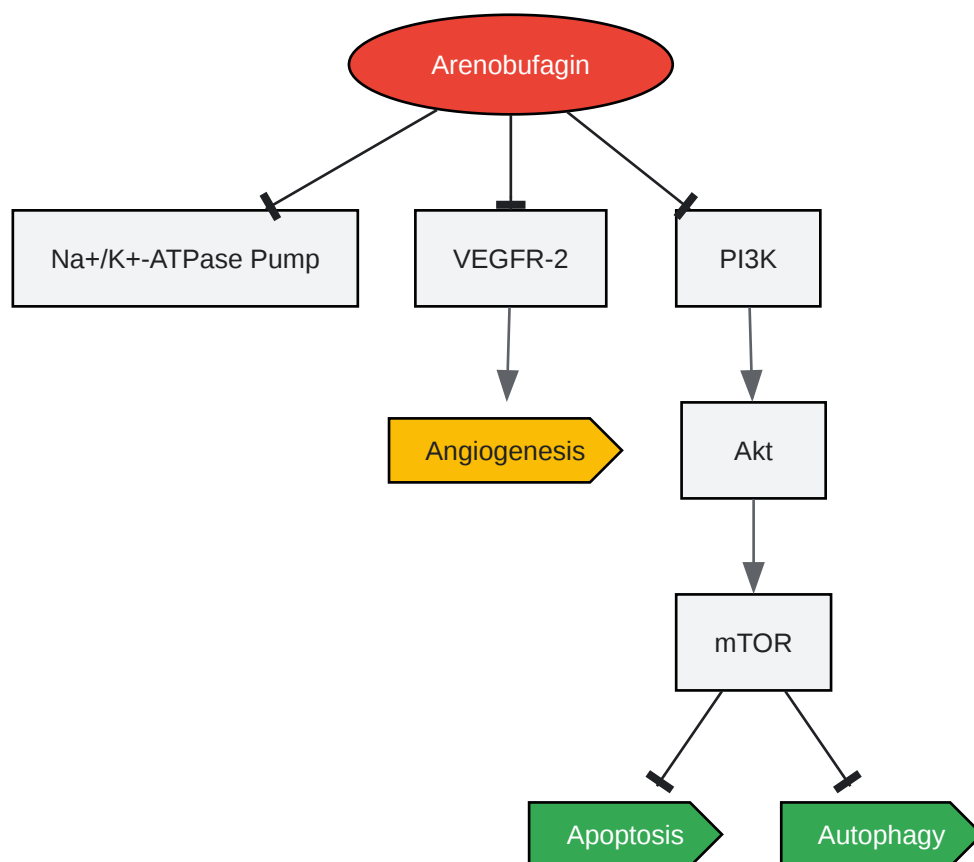 Arenobufagin
Na+/K+-ATPase Pump
VEGFR-2
PI3K
Angiogenesis
Akt
mTOR
Apoptosis
Autophagy